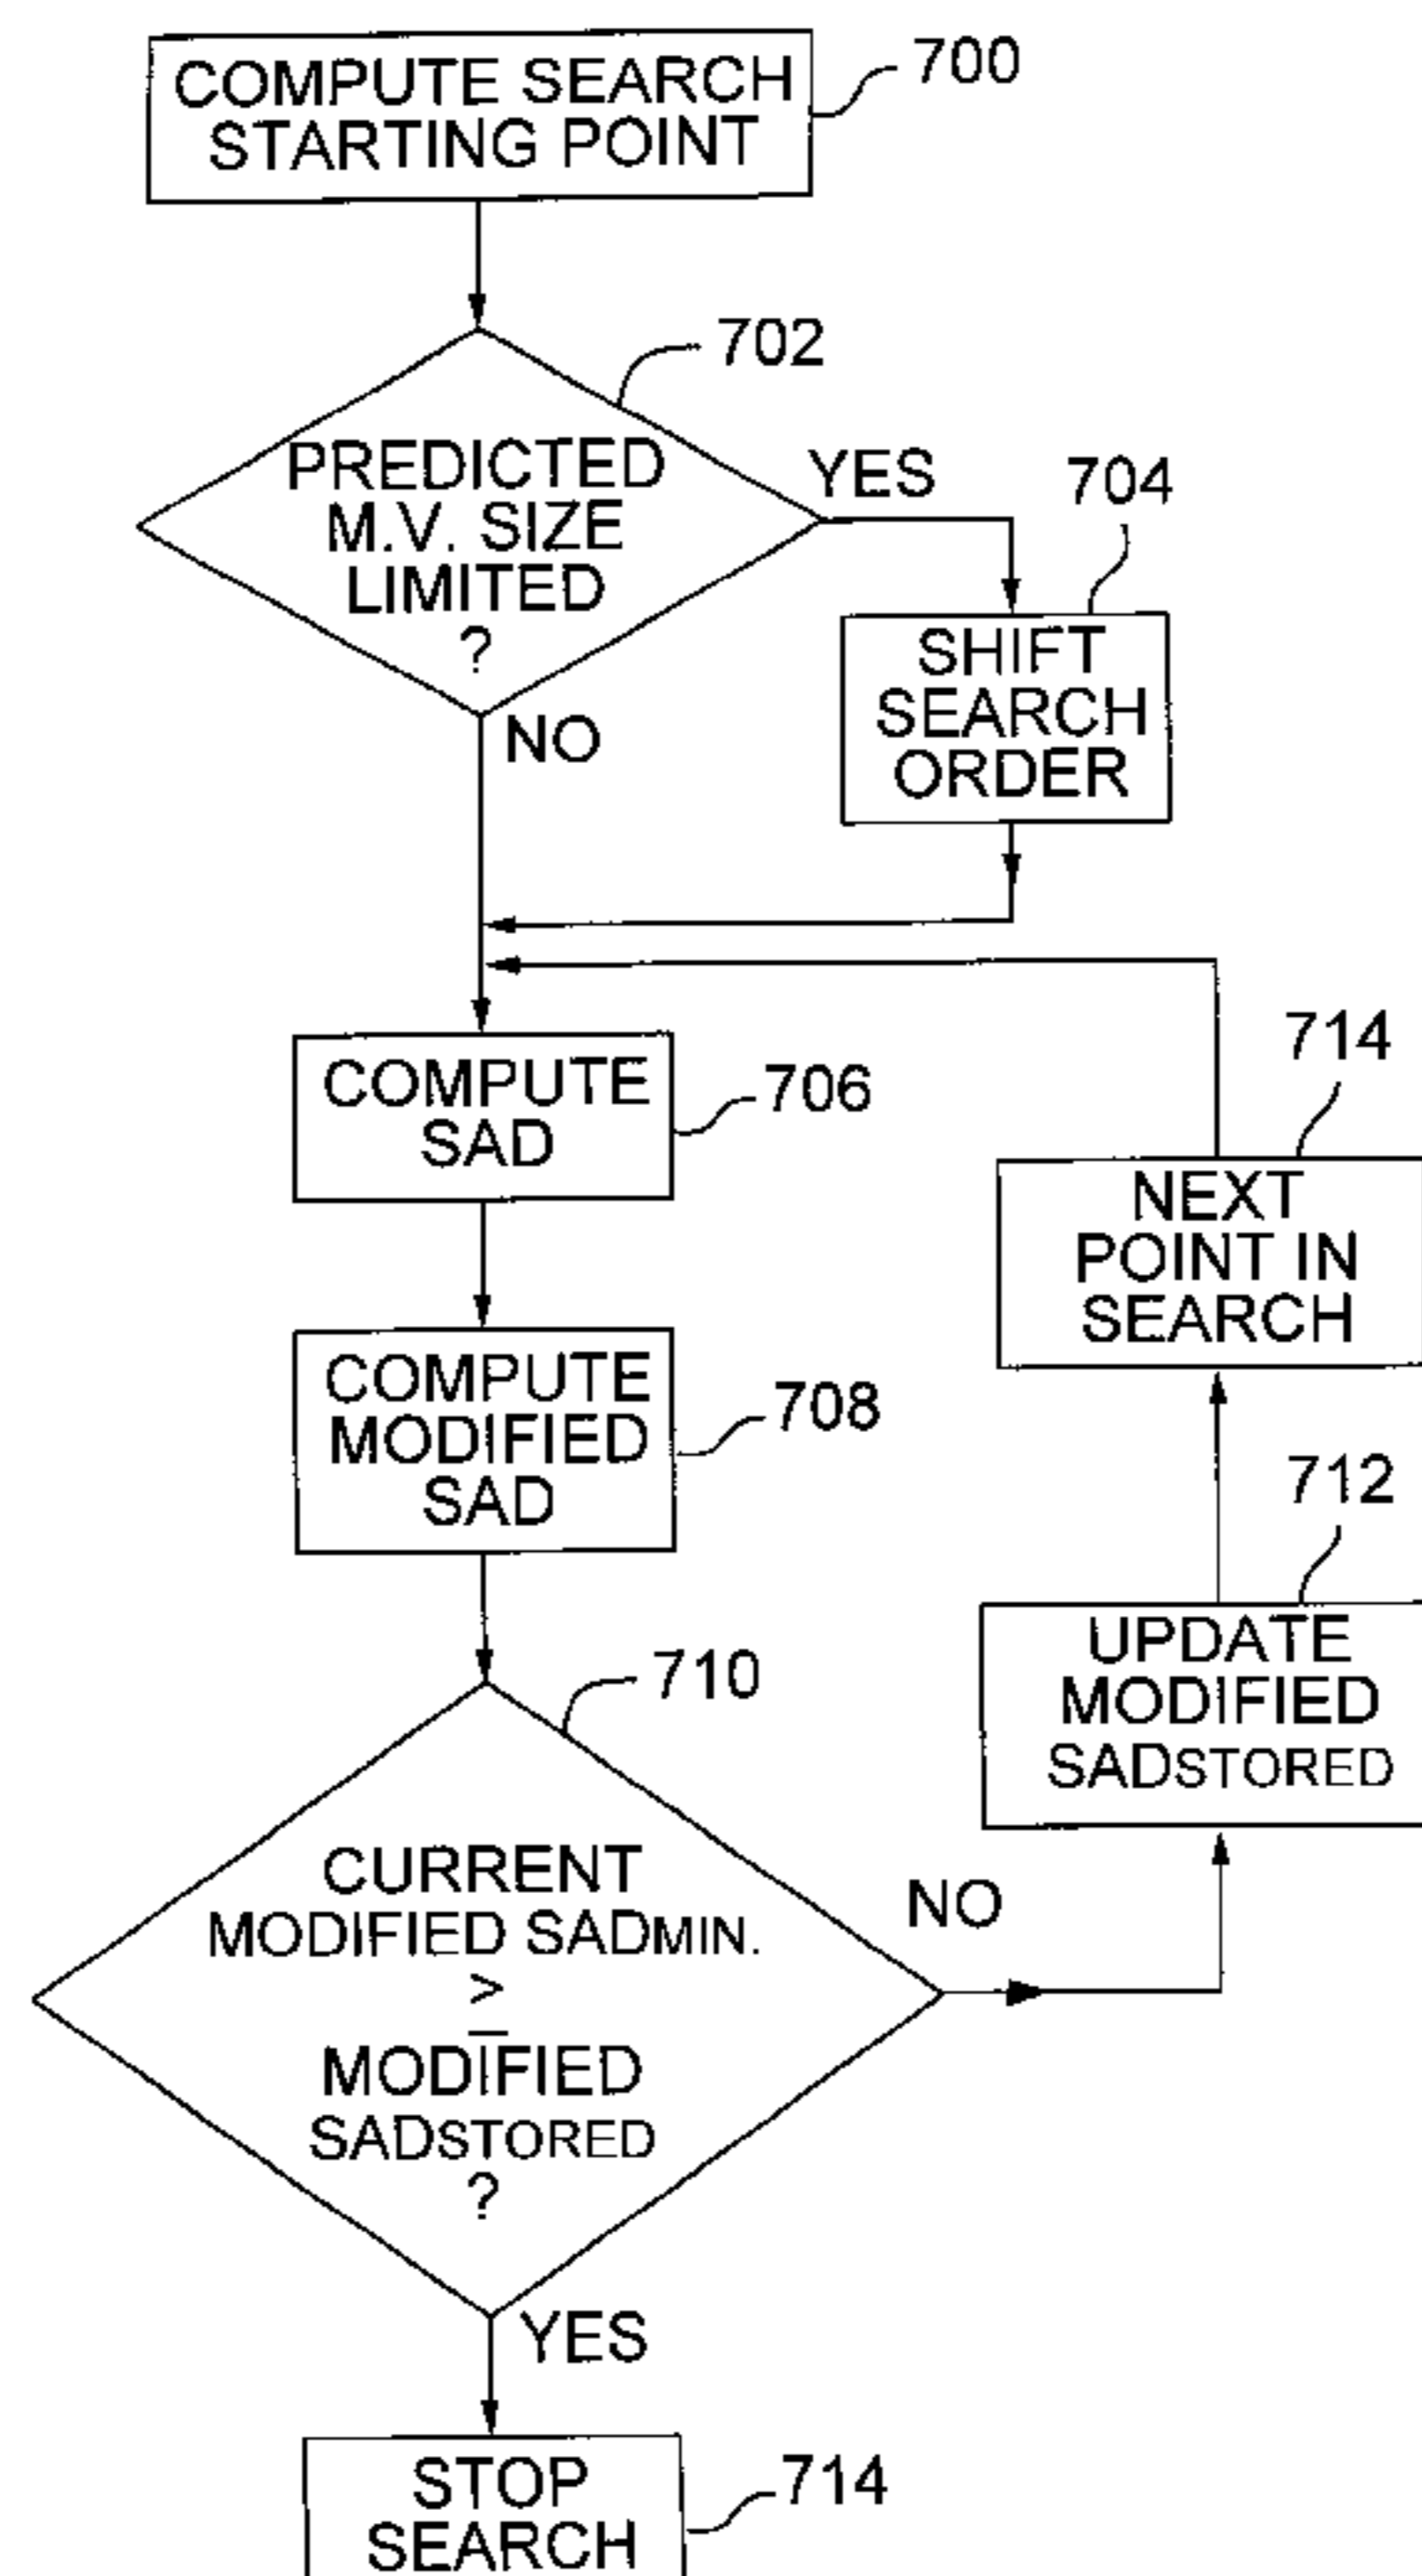 COMPUTE SEARCH
STARTING POINT
700
702
PREDICTED
M.V. SIZE
LIMITED
?
YES
704
SHIFT
SEARCH
ORDER
NO
COMPUTE
SAD
706
714
NEXT
POINT IN
SEARCH
COMPUTE
MODIFIED
SAD
708
712
UPDATE
MODIFIED
SADSTORED
710
CURRENT
MODIFIED SADMIN.
≥
MODIFIED
SADSTORED
?
NO
YES
STOP
SEARCH
714